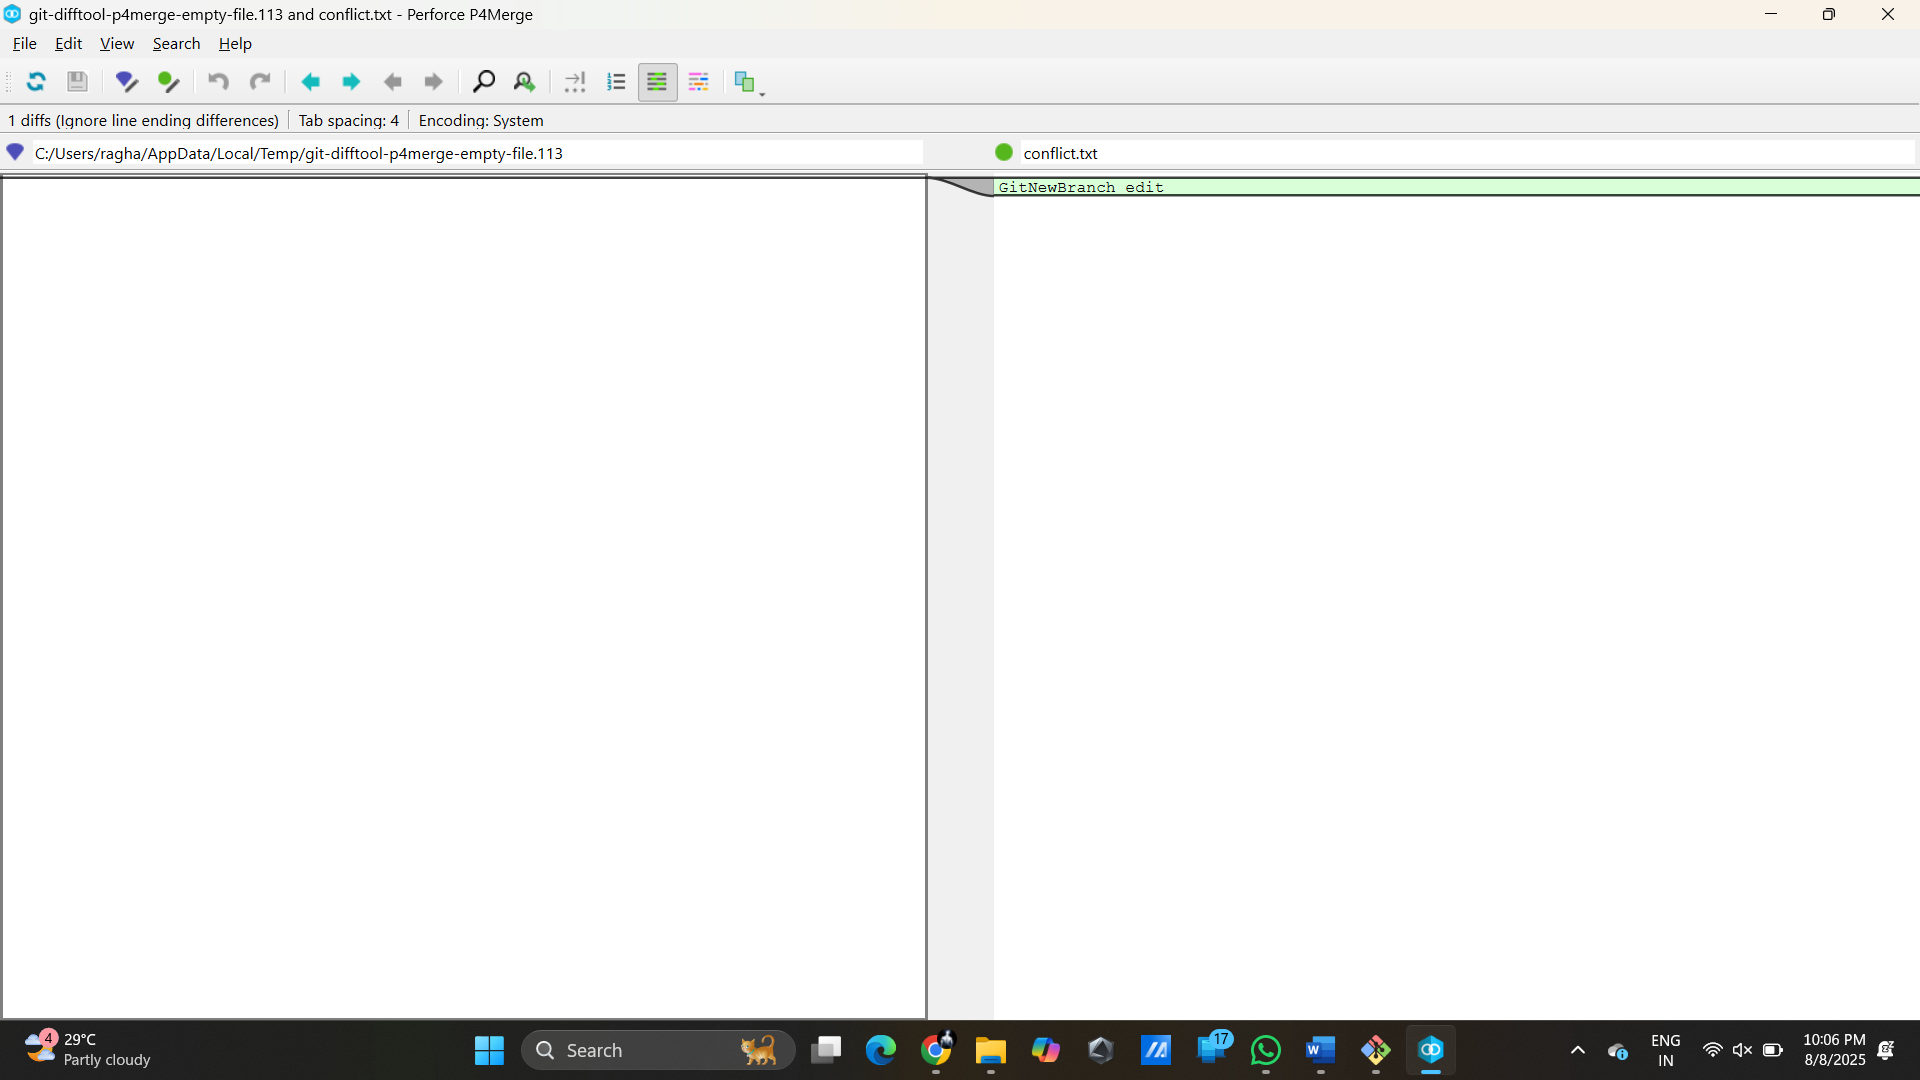 git-difftool-p4merge-empty-file.113 and conflict.txt - Perforce P4Merge
File Edit View Search Help
1 diffs (Ignore line ending differences) Tab spacing: 4 Encoding: System
C:/Users/ragha/AppData/Local/Temp/git-difftool-p4merge-empty-file.113
conflict.txt
GitNewBranch edit
4
29°C
Partly cloudy
Search
17
ENG
IN
10:06 PM
8/8/2025